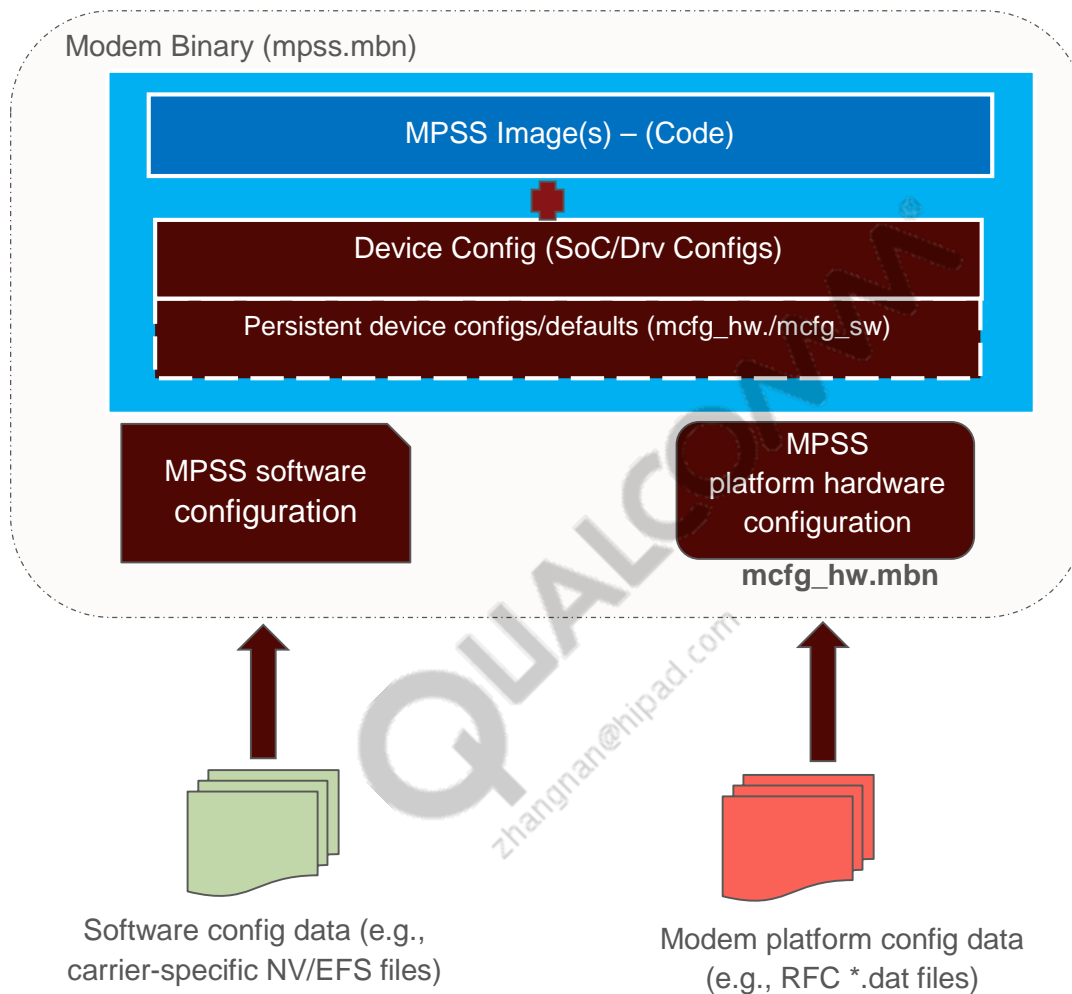 Modem Binary (mpss.mbn)
MPSS Image(s) – (Code)
Device Config (SoC/Drv Configs)
Persistent device configs/defaults (mcfg_hw./mcfg_sw)
MPSS software
configuration
MPSS
platform hardware
configuration
mcfg_hw.mbn
QUALCOMM®
zhangnan@hipad.com
Software config data (e.g.,
carrier-specific NV/EFS files)
Modem platform config data
(e.g., RFC *.dat files)